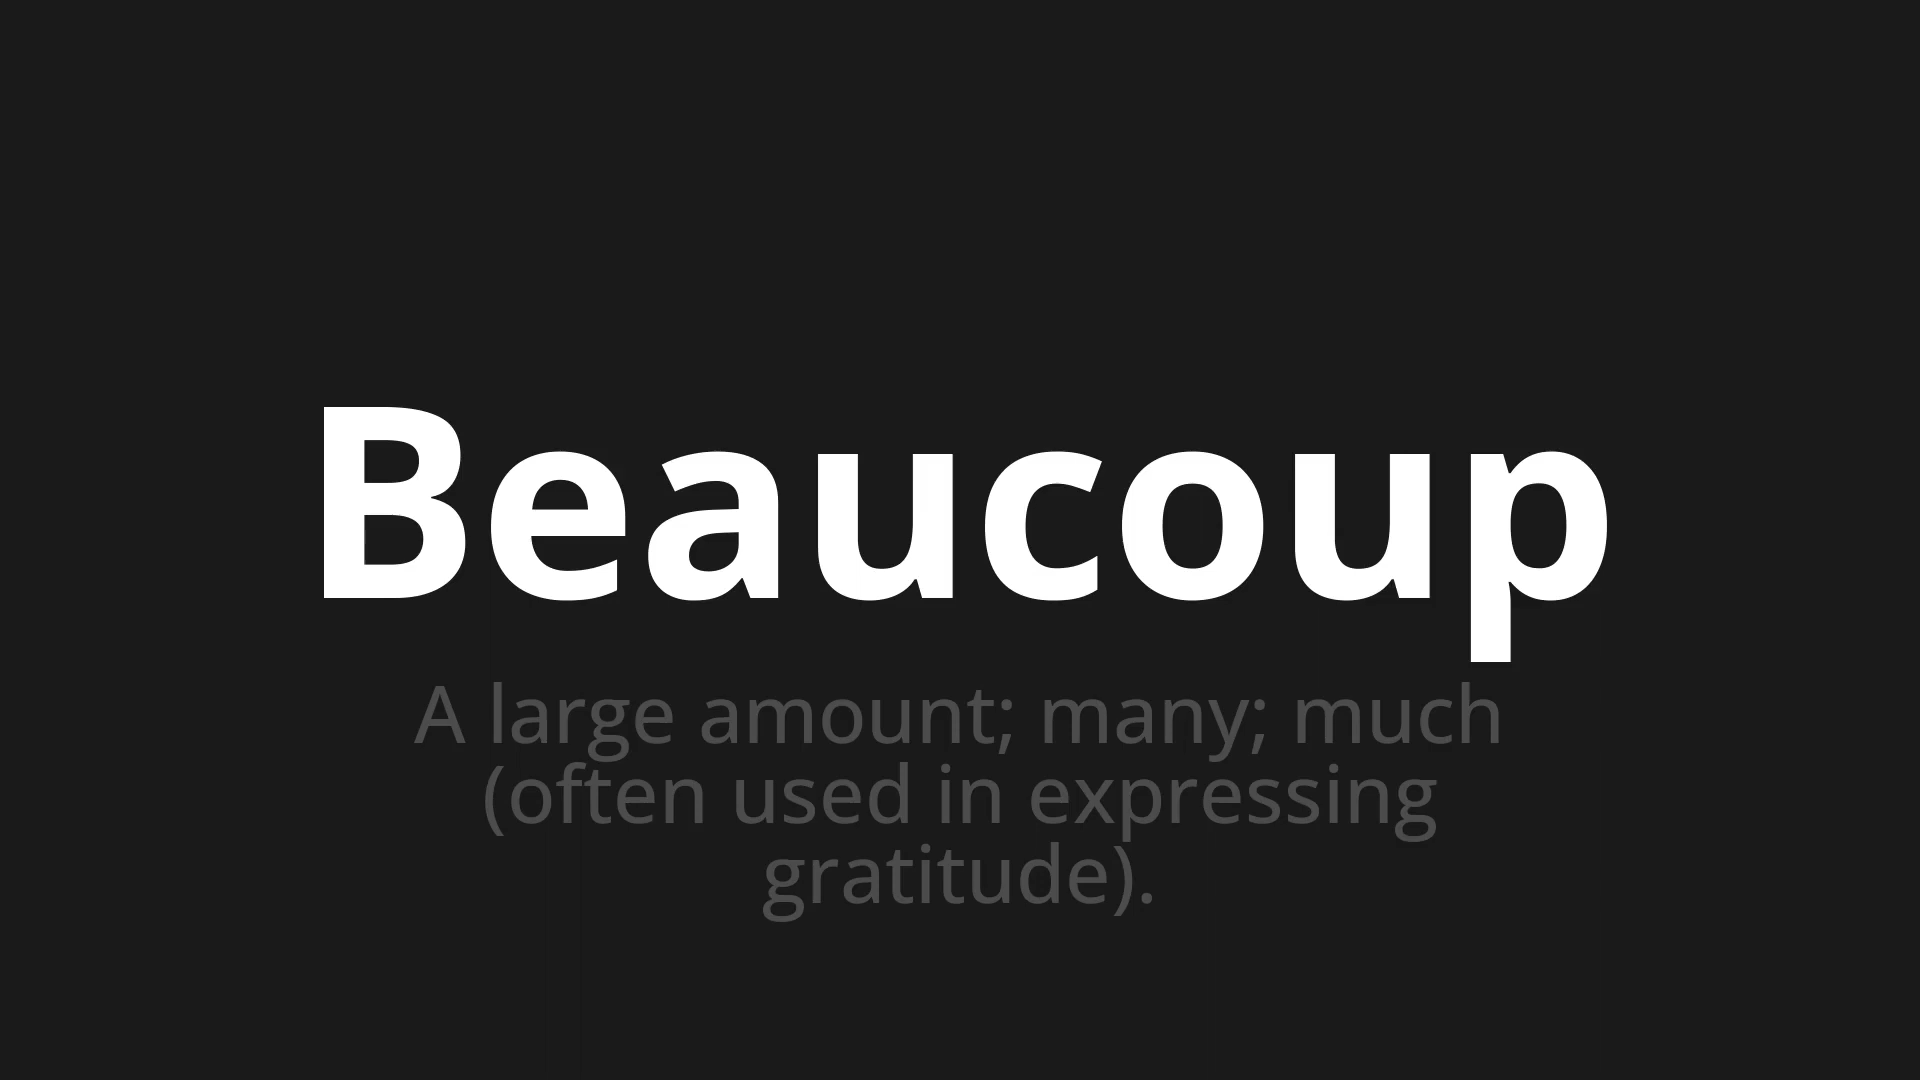 Beaucoup
A large amount; many; much
(often used in expressing
gratitude).